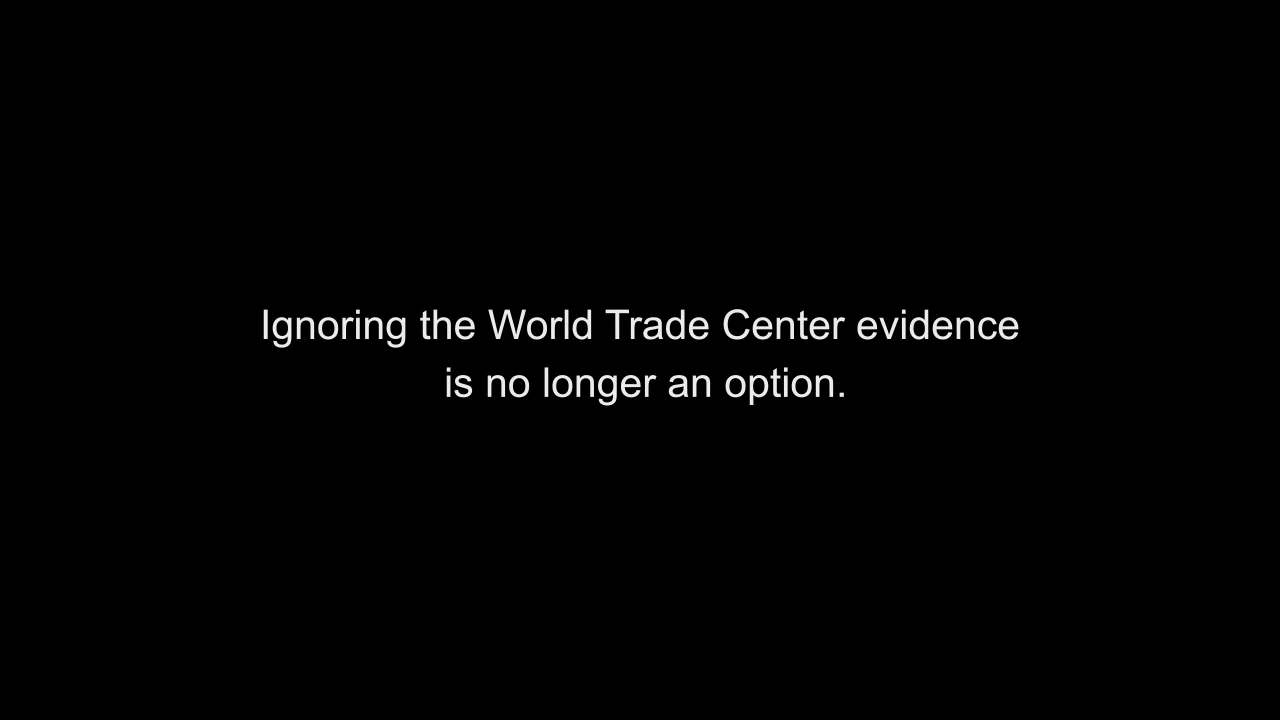 Ignoring the World Trade Center evidence
is no longer an option.